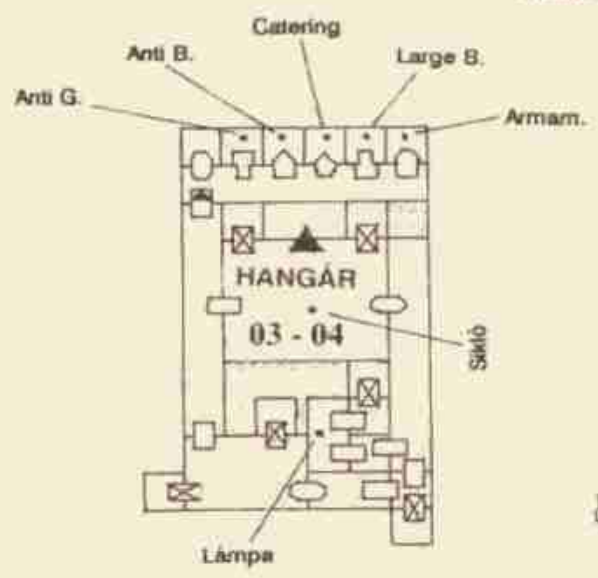 Catering
Anti B.
Large B.
Anti G.
Armam.
HANGÁR
03 - 04
Sikló
Lámpa